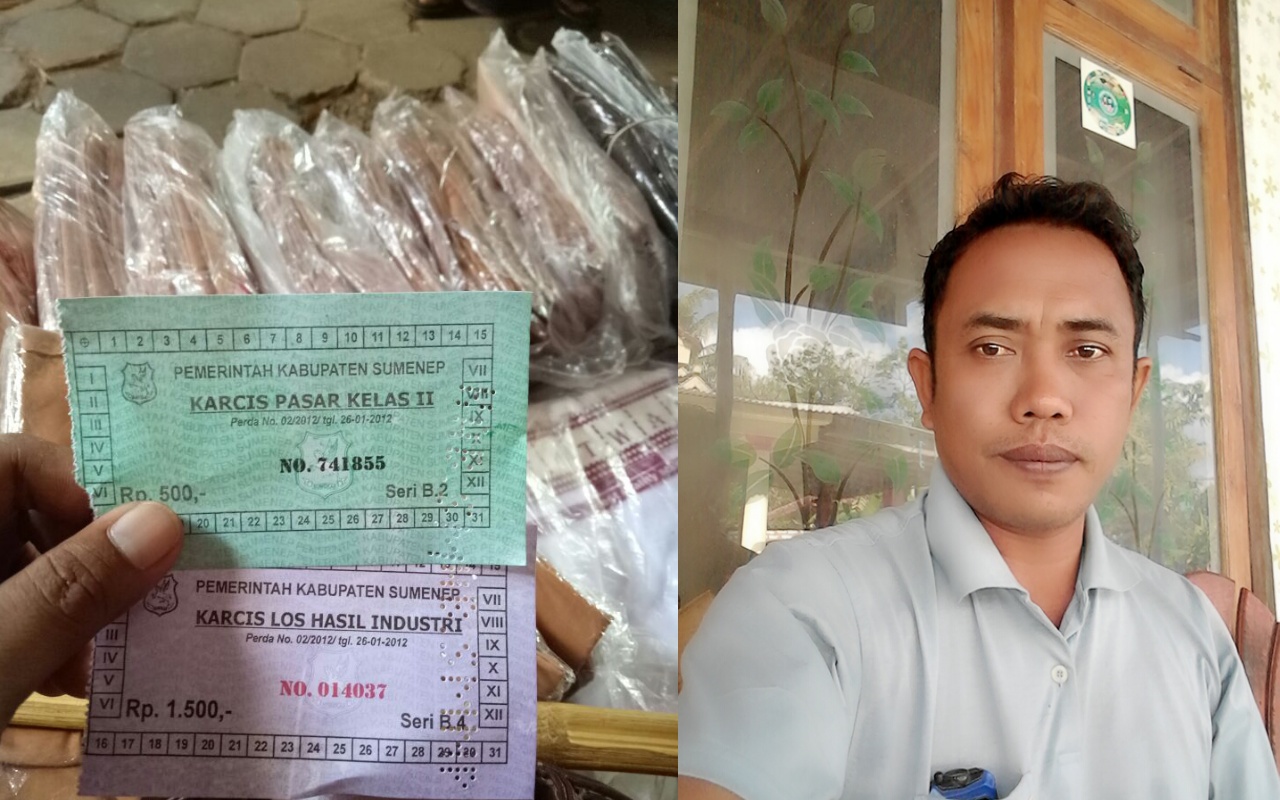 1 2 3 4 5 6 7 8 9 10 11 12 13 14 15
PEMERINTAH KABUPATEN SUMENEP
KARCIS PASAR KELAS II
Perda No. 02/2012/ tgl. 26-01-2012
NO. 741855
Rp. 500,-
Seri B.2
I
II
III
IV
V
VI
VII
IX
XI
XII
20 21 22 23 24 25 26 27 28 29 30 31
PEMERINTAH KABUPATEN SUMENEP
KARCIS LOS HASIL INDUSTRI
Perda No. 02/2012/ tgl. 26-01-2012
NO. 014037
Rp. 1.500,-
Seri B.4
III
IV
V
VI
VII
VIII
IX
X
XI
XII
16 17 18 19 20 21 22 23 24 25 26 27 28 29 30 31